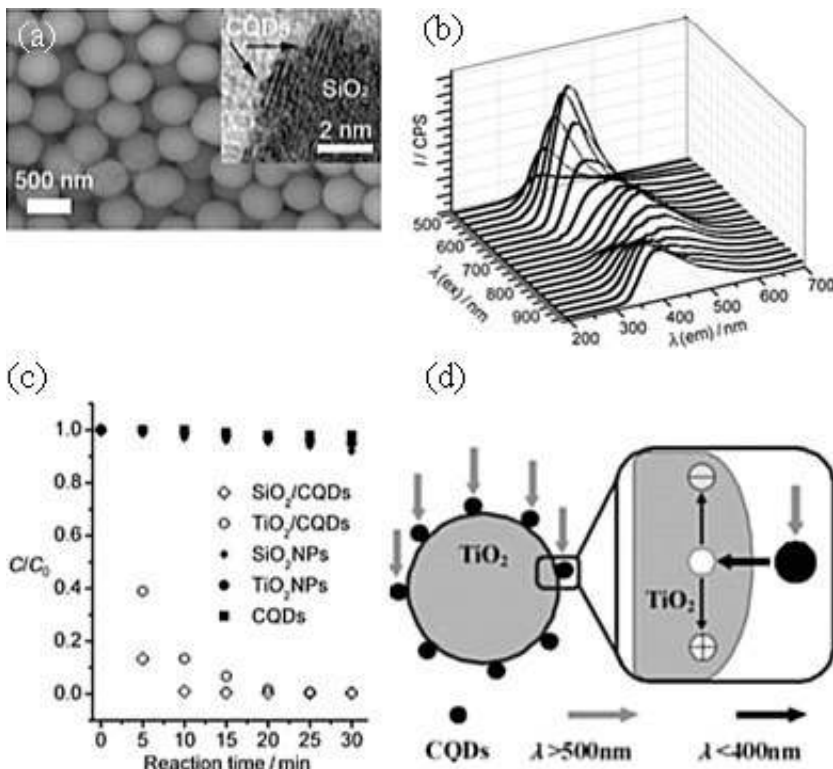 (a)
CQDs
SiO₂
2 nm
500 nm
(b)
I / CPS
500
600
700
800
900
λ(ex) / nm
200
300
400
500
600
700
λ(em) / nm
(c)
C/C₀
1.0
0.8
0.6
0.4
0.2
0.0
SiO₂/CQDs
TiO₂/CQDs
SiO₂NPs
TiO₂NPs
CQDs
0 5 10 15 20 25 30
Reaction time / min
(d)
TiO₂
TiO₂
CQDs λ>500nm λ<400nm